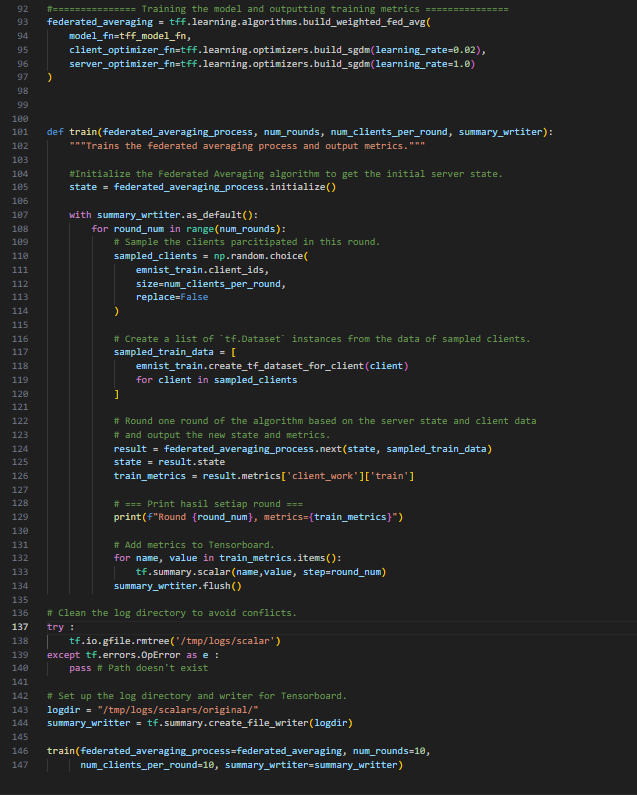 92 #=============== Training the model and outputting training metrics ===============
93 federated_averaging = tff.learning.algorithms.build_weighted_fed_avg(
94     model_fn=tff_model_fn,
95     client_optimizer_fn=tff.learning.optimizers.build_sgdm(learning_rate=0.02),
96     server_optimizer_fn=tff.learning.optimizers.build_sgdm(learning_rate=1.0)
97 )
98
99
100
101 def train(federated_averaging_process, num_rounds, num_clients_per_round, summary_wrtiter):
102     """Trains the federated averaging process and output metrics."""
103
104     #Initialize the Federated Averaging algorithm to get the initial server state.
105     state = federated_averaging_process.initialize()
106
107     with summary_wrtiter.as_default():
108         for round_num in range(num_rounds):
109             # Sample the clients parcitipated in this round.
110             sampled_clients = np.random.choice(
111                 emnist_train.client_ids,
112                 size=num_clients_per_round,
113                 replace=False
114             )
115
116             # Create a list of `tf.Dataset` instances from the data of sampled clients.
117             sampled_train_data = [
118                 emnist_train.create_tf_dataset_for_client(client)
119                 for client in sampled_clients
120             ]
121
122             # Round one round of the algorithm based on the server state and client data
123             # and output the new state and metrics.
124             result = federated_averaging_process.next(state, sampled_train_data)
125             state = result.state
126             train_metrics = result.metrics['client_work']['train']
127
128             # === Print hasil setiap round ===
129             print(f"Round {round_num}, metrics={train_metrics}")
130
131             # Add metrics to Tensorboard.
132             for name, value in train_metrics.items():
133                 tf.summary.scalar(name,value, step=round_num)
134             summary_wrtiter.flush()
135
136 # Clean the log directory to avoid conflicts.
137 try :
138     tf.io.gfile.rmtree('/tmp/logs/scalar')
139 except tf.errors.OpError as e :
140     pass # Path doesn't exist
141
142 # Set up the log directory and writer for Tensorboard.
143 logdir = "/tmp/logs/scalars/original/"
144 summary_writter = tf.summary.create_file_writer(logdir)
145
146 train(federated_averaging_process=federated_averaging, num_rounds=10,
147       num_clients_per_round=10, summary_wrtiter=summary_writter)